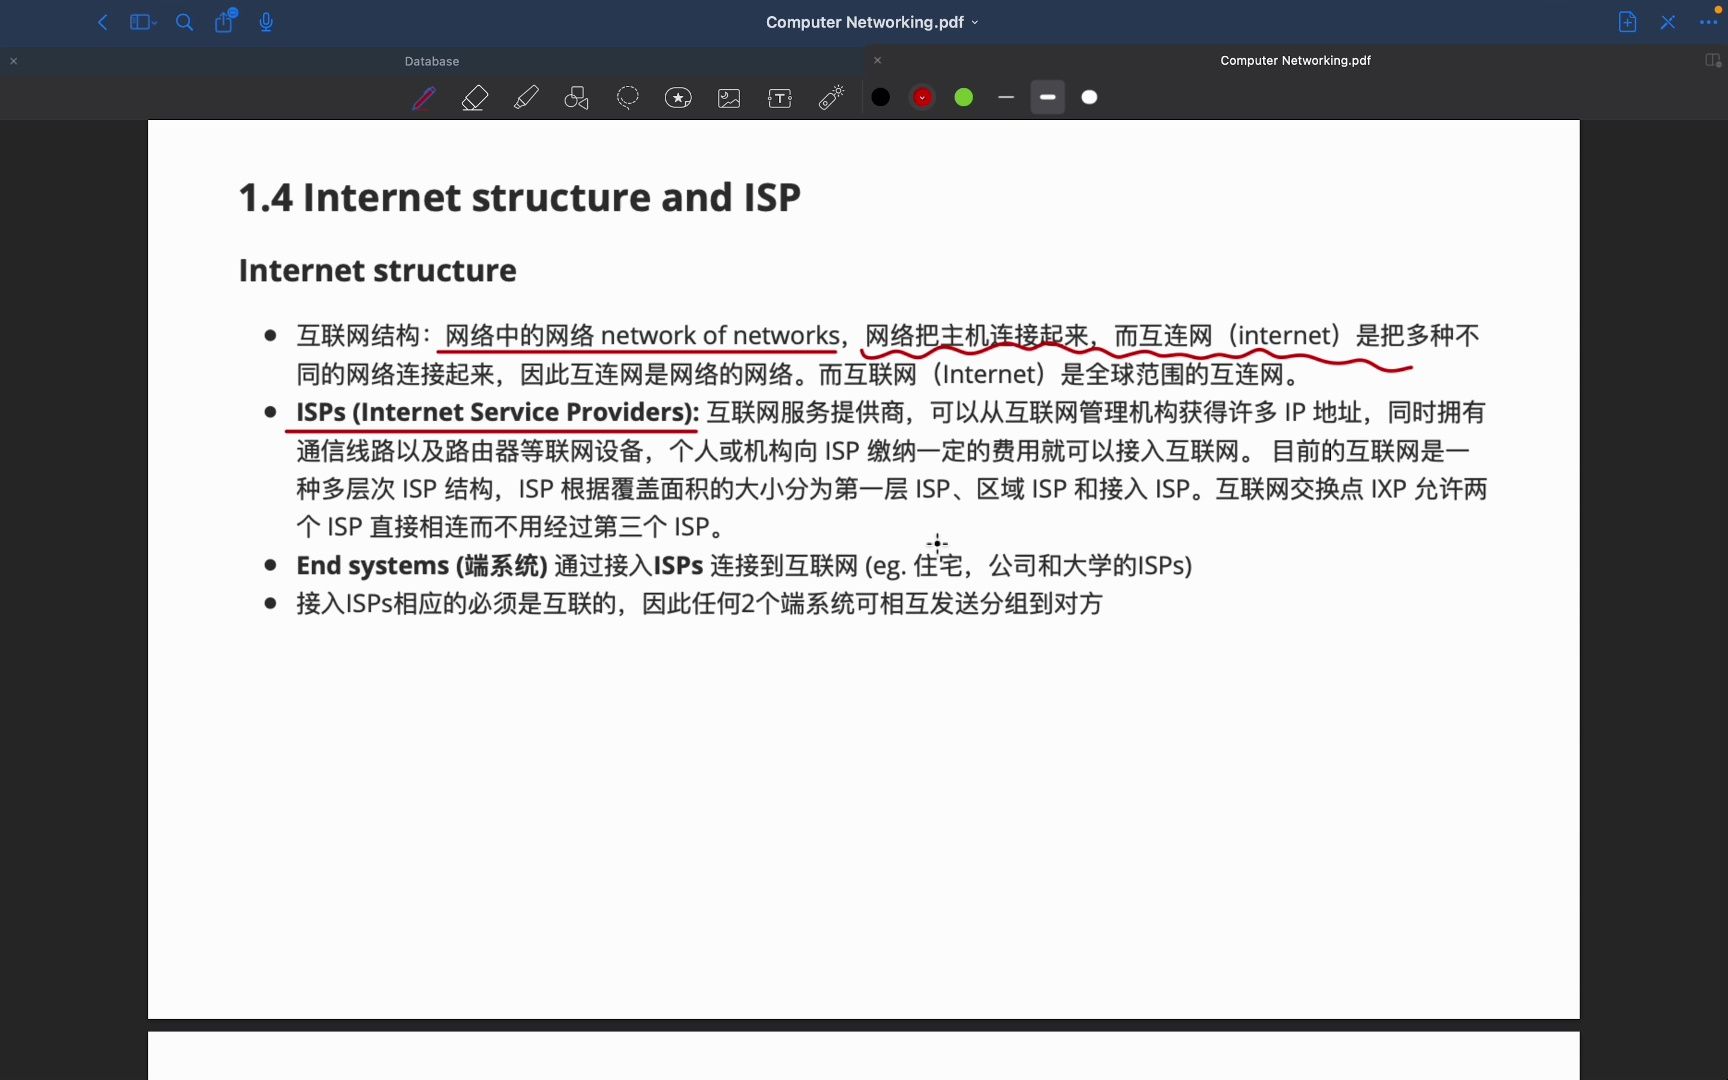 Computer Networking.pdf
Database
Computer Networking.pdf
1.4 Internet structure and ISP
Internet structure
互联网结构：网络中的网络 network of networks，网络把主机连接起来，而互连网（internet）是把多种不
同的网络连接起来，因此互连网是网络的网络。而互联网（Internet）是全球范围的互连网。
ISPs (Internet Service Providers): 互联网服务提供商，可以从互联网管理机构获得许多 IP 地址，同时拥有
通信线路以及路由器等联网设备，个人或机构向 ISP 缴纳一定的费用就可以接入互联网。 目前的互联网是一
种多层次 ISP 结构，ISP 根据覆盖面积的大小分为第一层 ISP、区域 ISP 和接入 ISP。互联网交换点 IXP 允许两
个 ISP 直接相连而不用经过第三个 ISP。
End systems (端系统) 通过接入ISPs 连接到互联网 (eg. 住宅，公司和大学的ISPs)
接入ISPs相应的必须是互联的，因此任何2个端系统可相互发送分组到对方